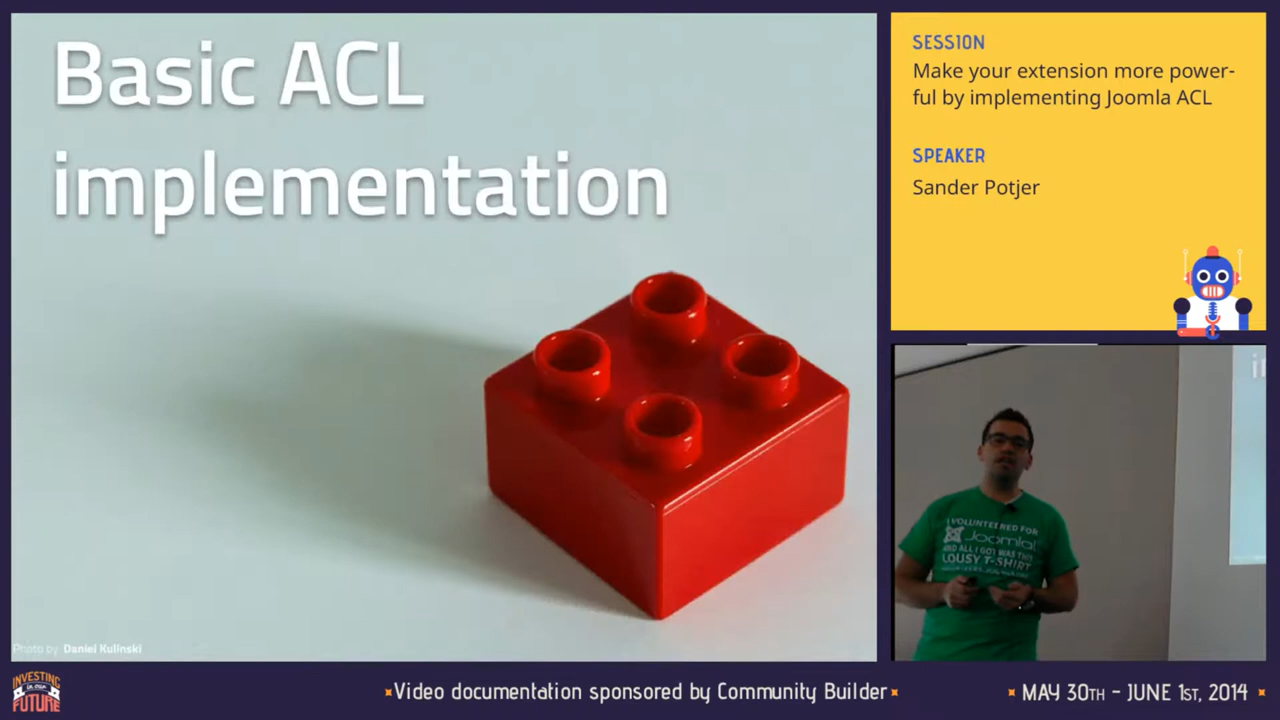 Basic ACL
implementation
Photo by Daniel Kulinski
SESSION
Make your extension more power-
ful by implementing Joomla ACL
SPEAKER
Sander Potjer
I VOLUNTEERED FOR
Joomla!
AND ALL I GOT WAS THIS
LOUSY T-SHIRT
INVESTING
IN OUR
FUTURE
Video documentation sponsored by Community Builder
MAY 30TH - JUNE 1ST, 2014